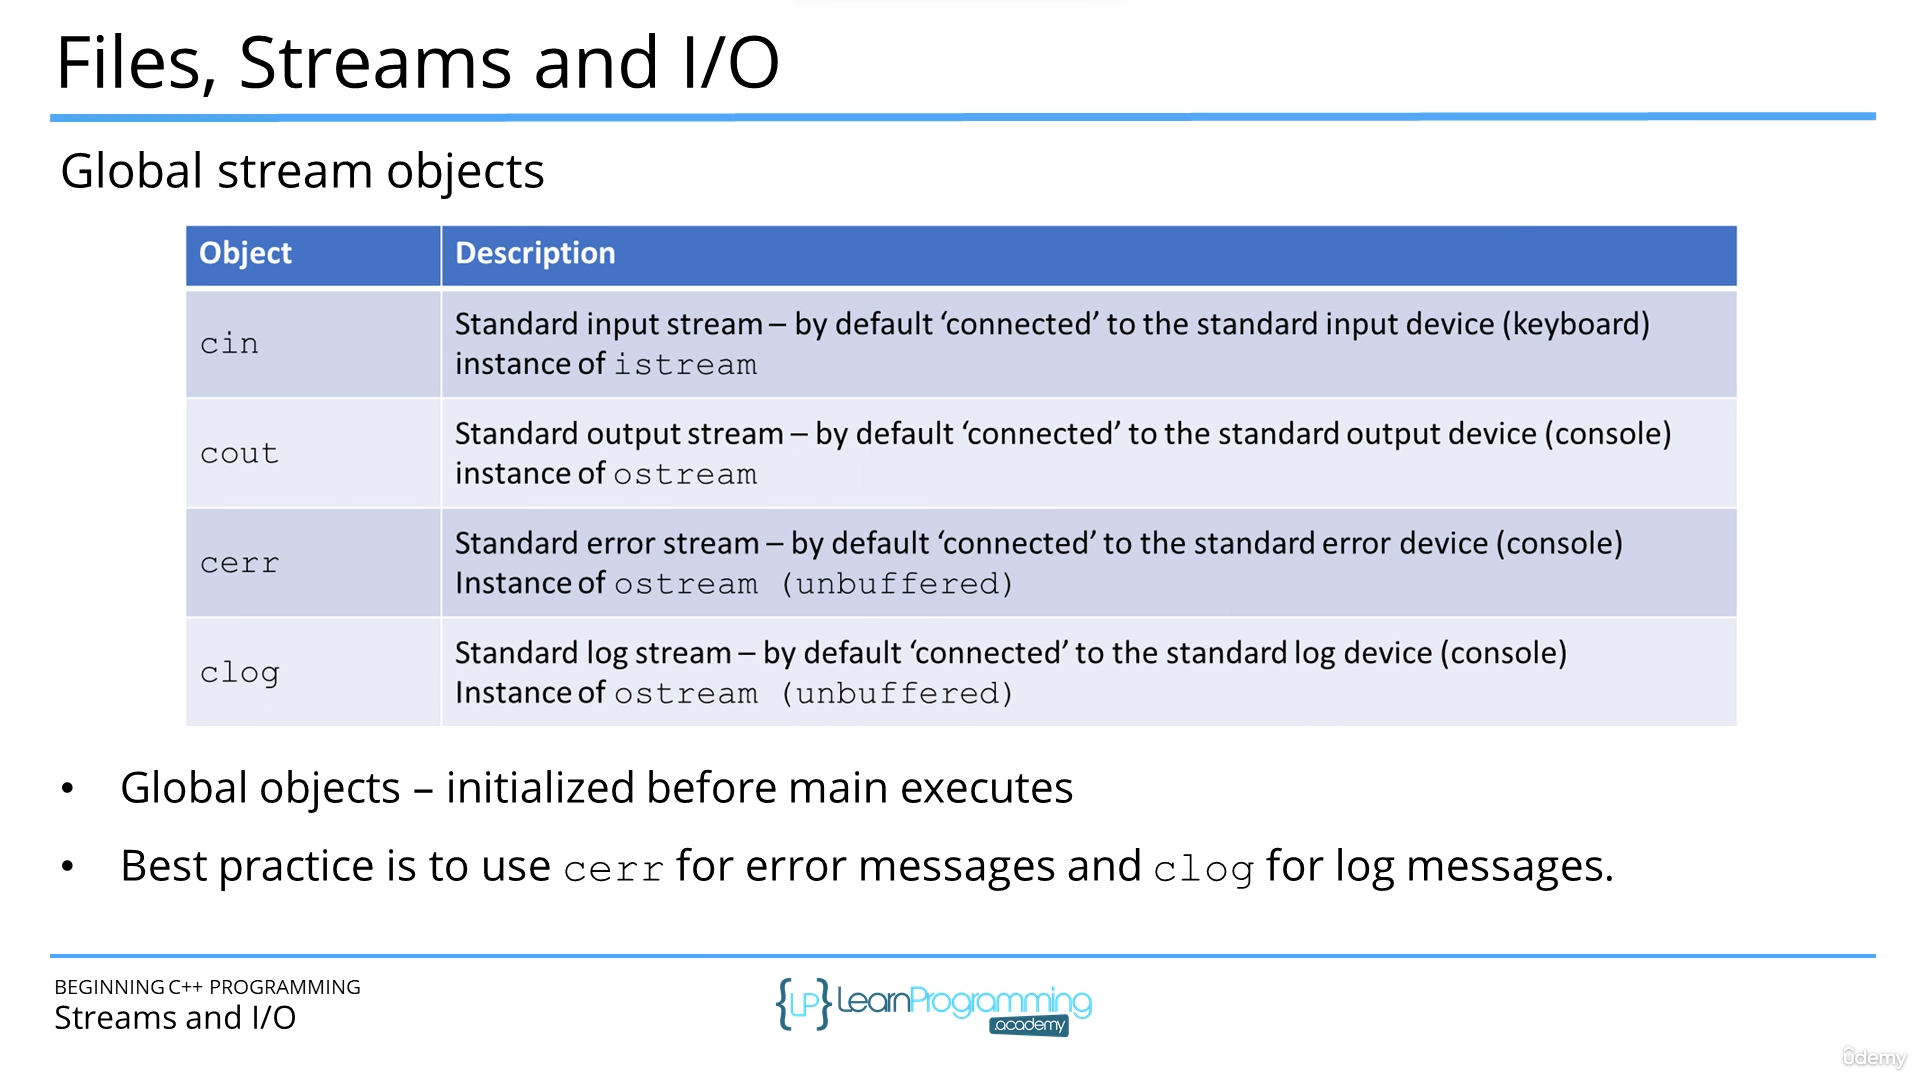 Files, Streams and I/O
Global stream objects
Object Description
cin
Standard input stream – by default ‘connected’ to the standard input device (keyboard)
instance of istream
cout
Standard output stream – by default ‘connected’ to the standard output device (console)
instance of ostream
cerr
Standard error stream – by default ‘connected’ to the standard error device (console)
Instance of ostream (unbuffered)
clog
Standard log stream – by default ‘connected’ to the standard log device (console)
Instance of ostream (unbuffered)
• Global objects – initialized before main executes
• Best practice is to use cerr for error messages and clog for log messages.
BEGINNING C++ PROGRAMMING
Streams and I/O
{LP} LearnProgramming
.academy
udemy